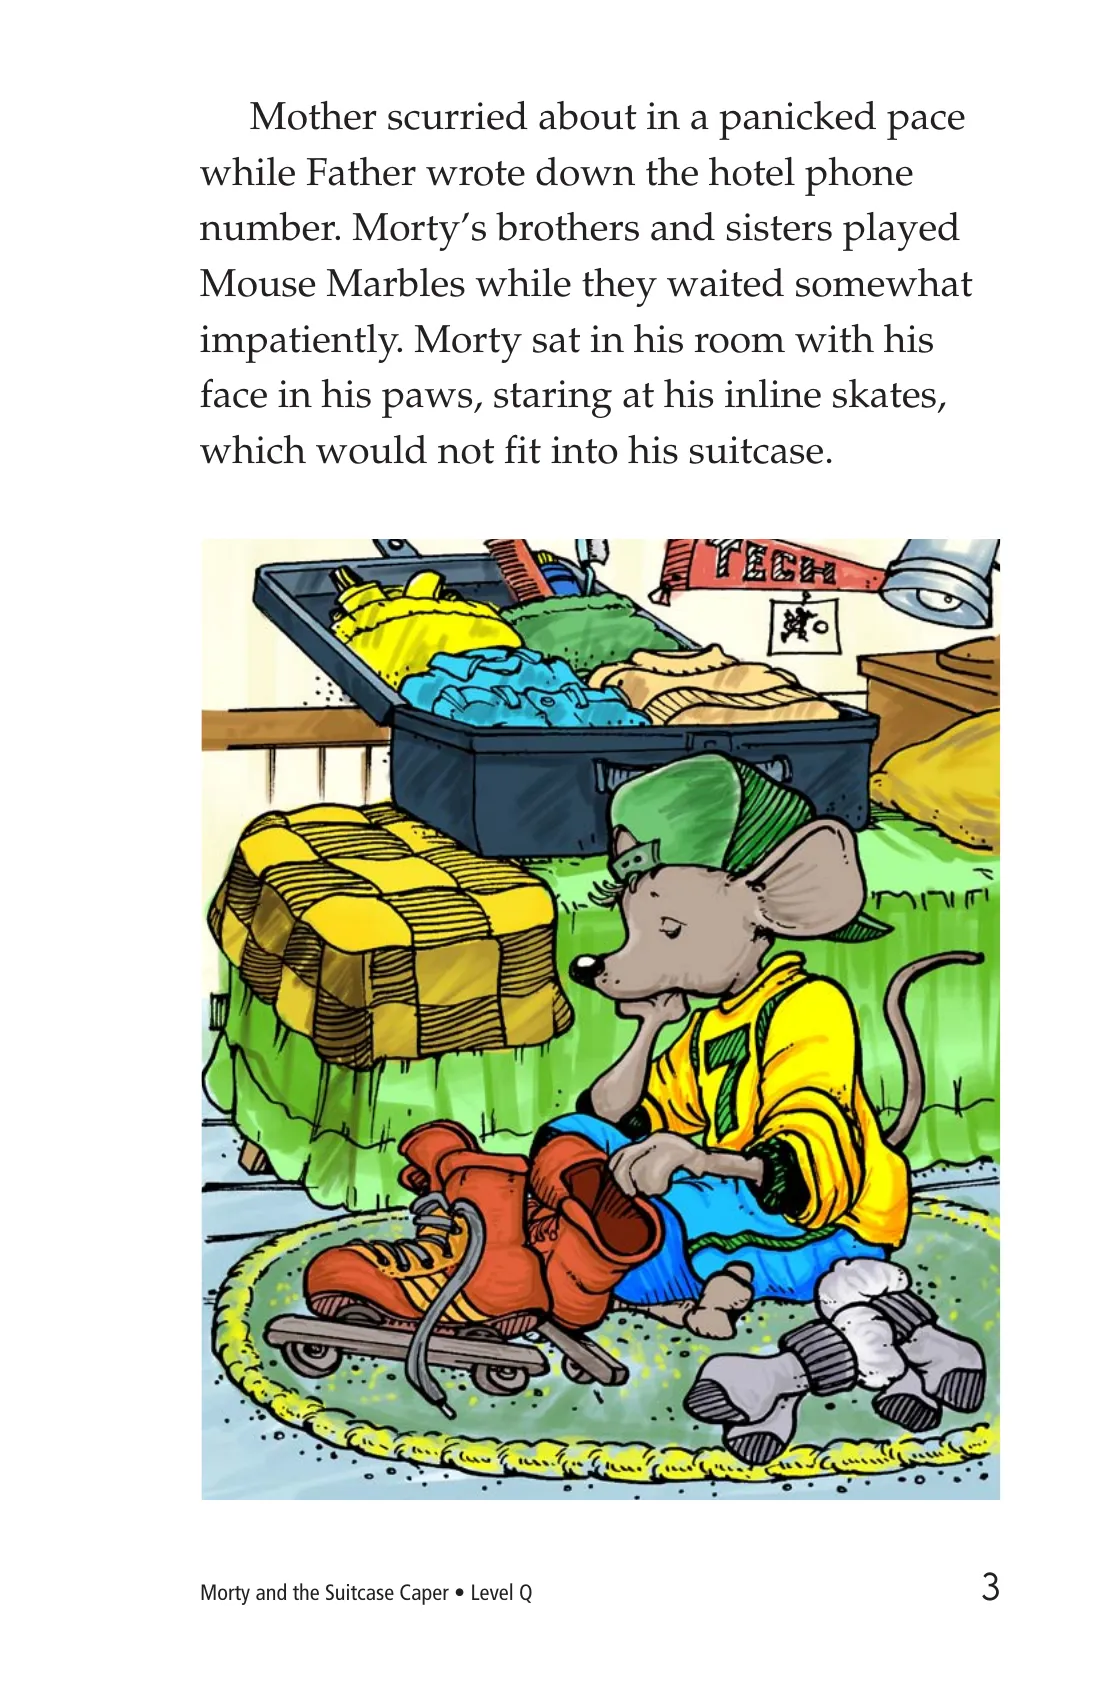 Mother scurried about in a panicked pace
while Father wrote down the hotel phone
number. Morty’s brothers and sisters played
Mouse Marbles while they waited somewhat
impatiently. Morty sat in his room with his
face in his paws, staring at his inline skates,
which would not fit into his suitcase.
TECH
7
Morty and the Suitcase Caper • Level Q
3